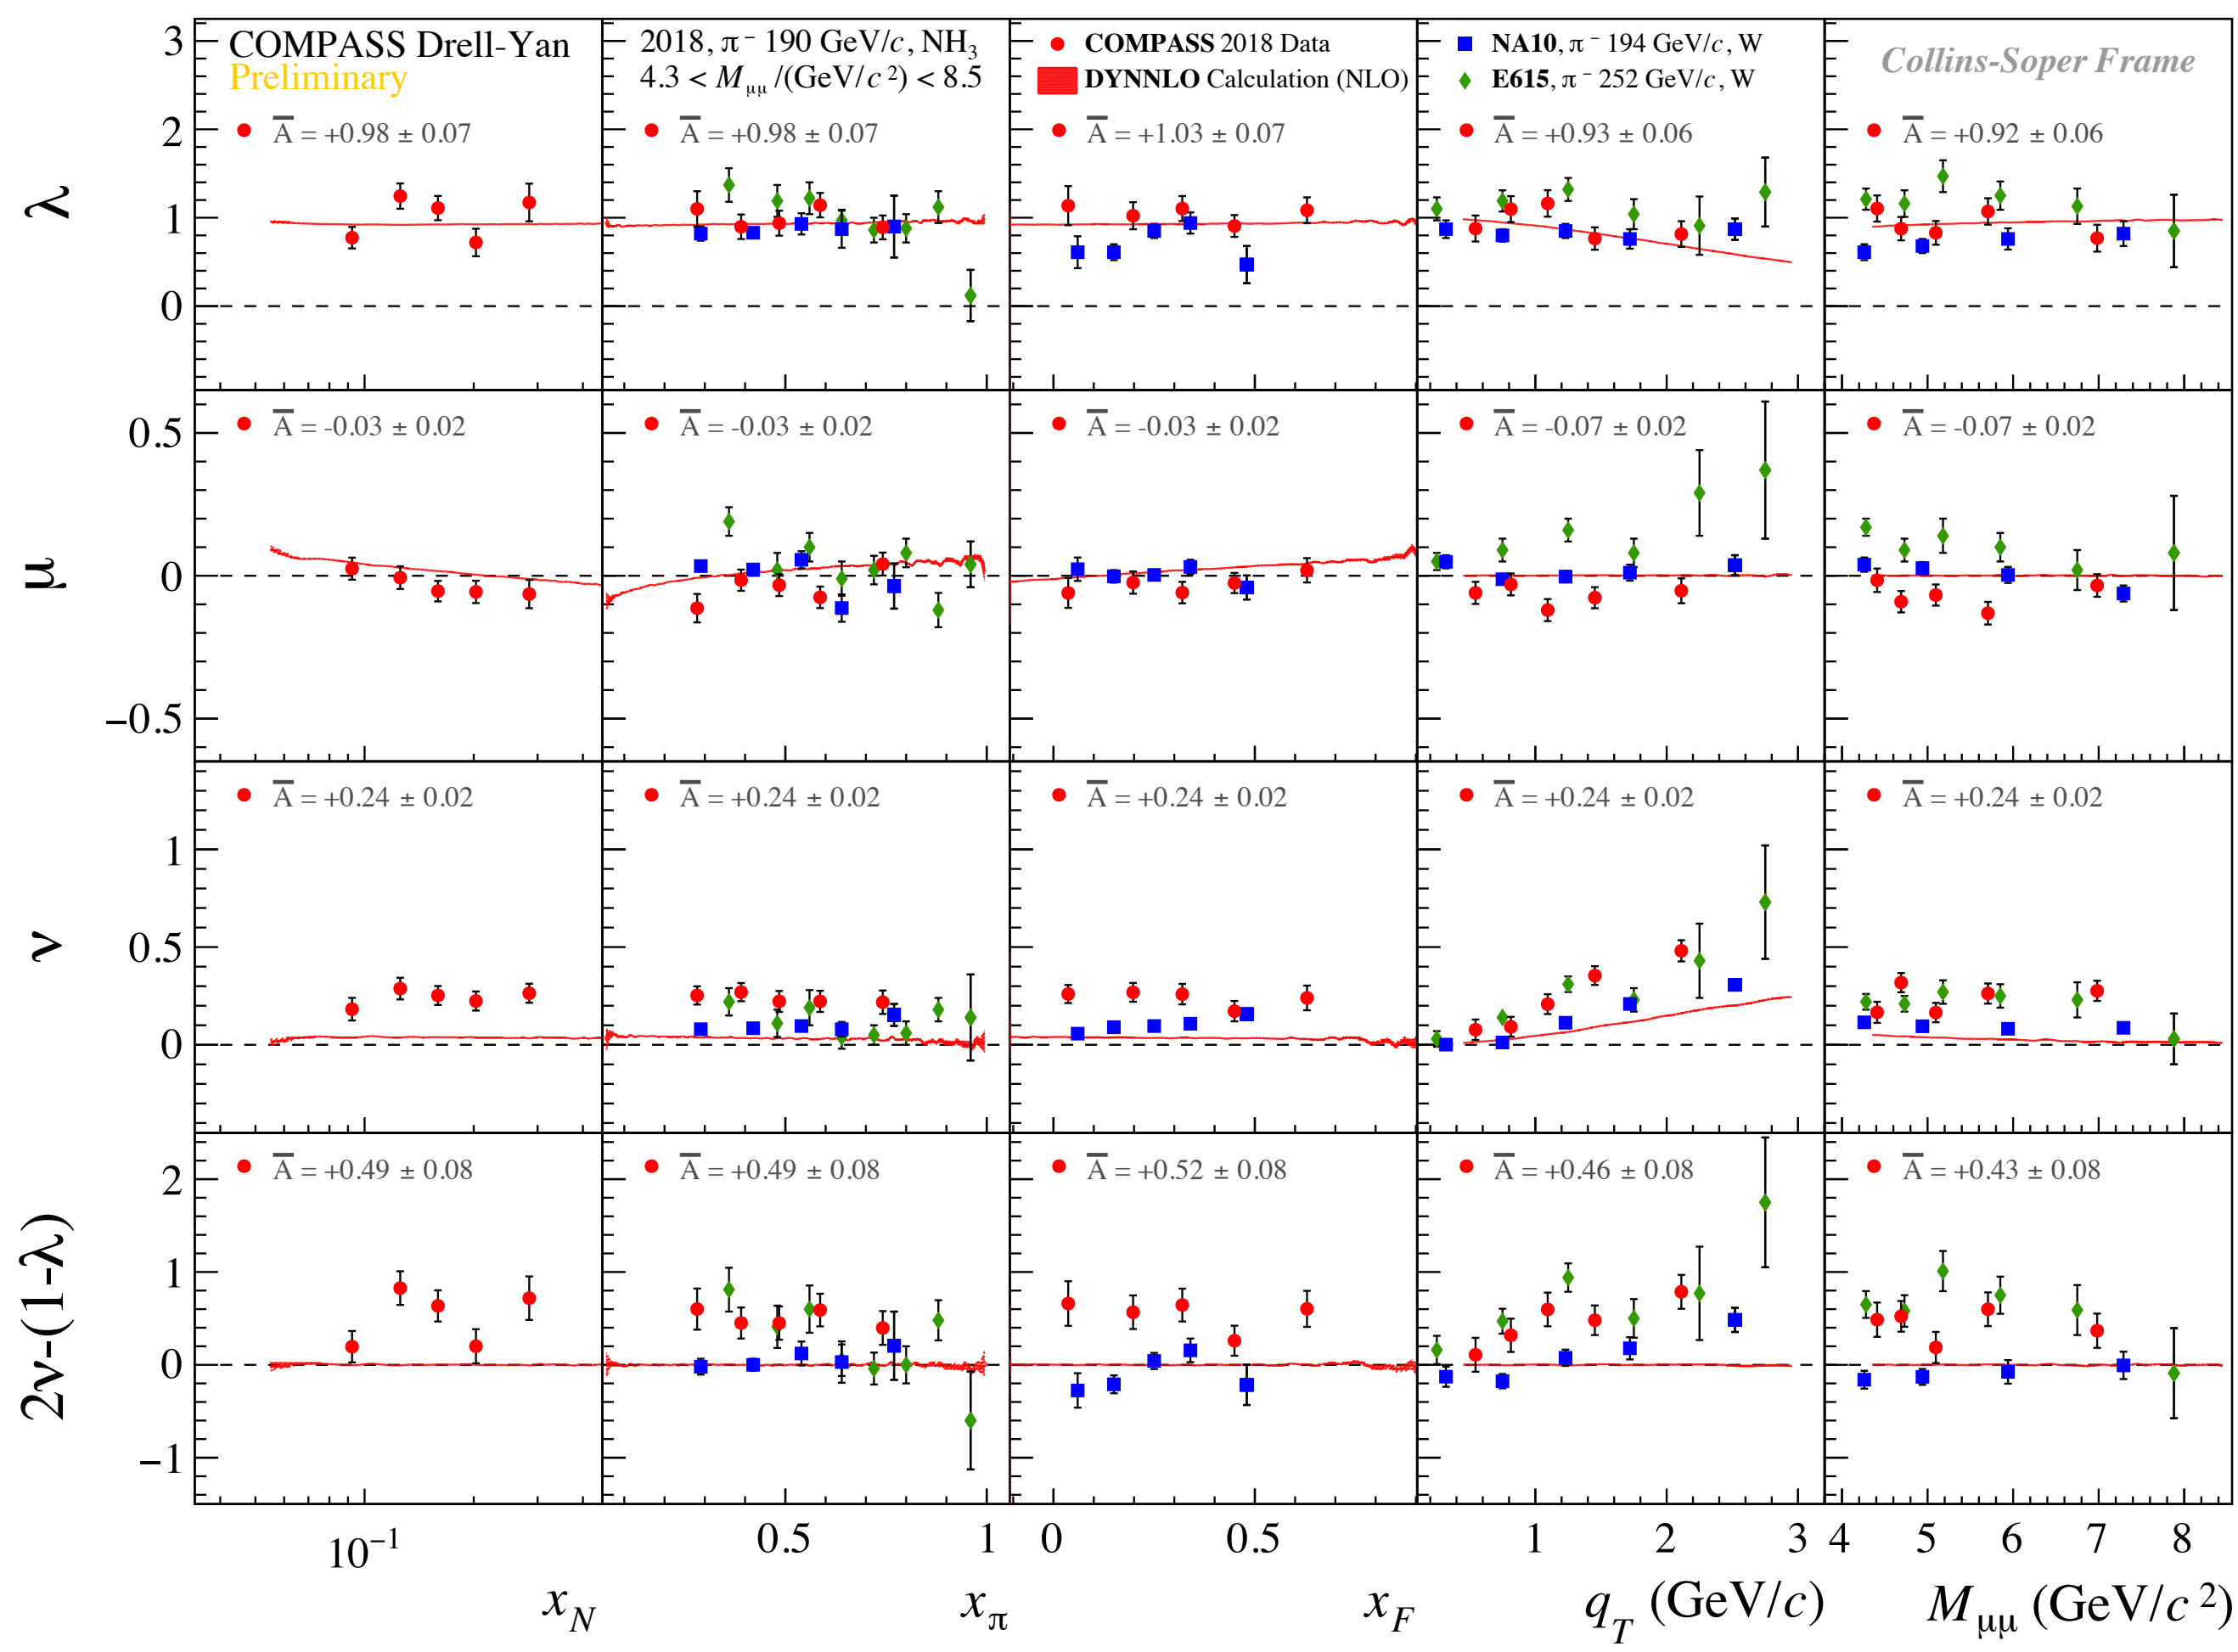 COMPASS Drell-Yan
Preliminary
2018, π⁻ 190 GeV/c, NH₃
4.3 < M_μμ/(GeV/c²) < 8.5
COMPASS 2018 Data
DYNNLO Calculation (NLO)
NA10, π⁻ 194 GeV/c, W
E615, π⁻ 252 GeV/c, W
Collins-Soper Frame
λ
3
2
1
0
A̅ = +0.98 ± 0.07
A̅ = +0.98 ± 0.07
A̅ = +1.03 ± 0.07
A̅ = +0.93 ± 0.06
A̅ = +0.92 ± 0.06
μ
0.5
0
−0.5
A̅ = -0.03 ± 0.02
A̅ = -0.03 ± 0.02
A̅ = -0.03 ± 0.02
A̅ = -0.07 ± 0.02
A̅ = -0.07 ± 0.02
ν
1
0.5
0
A̅ = +0.24 ± 0.02
A̅ = +0.24 ± 0.02
A̅ = +0.24 ± 0.02
A̅ = +0.24 ± 0.02
A̅ = +0.24 ± 0.02
2ν-(1-λ)
2
1
0
−1
A̅ = +0.49 ± 0.08
A̅ = +0.49 ± 0.08
A̅ = +0.52 ± 0.08
A̅ = +0.46 ± 0.08
A̅ = +0.43 ± 0.08
10⁻¹
0.5 1
0 0.5
1 2 3
4 5 6 7 8
x_N
x_π
x_F
q_T (GeV/c)
M_μμ (GeV/c²)